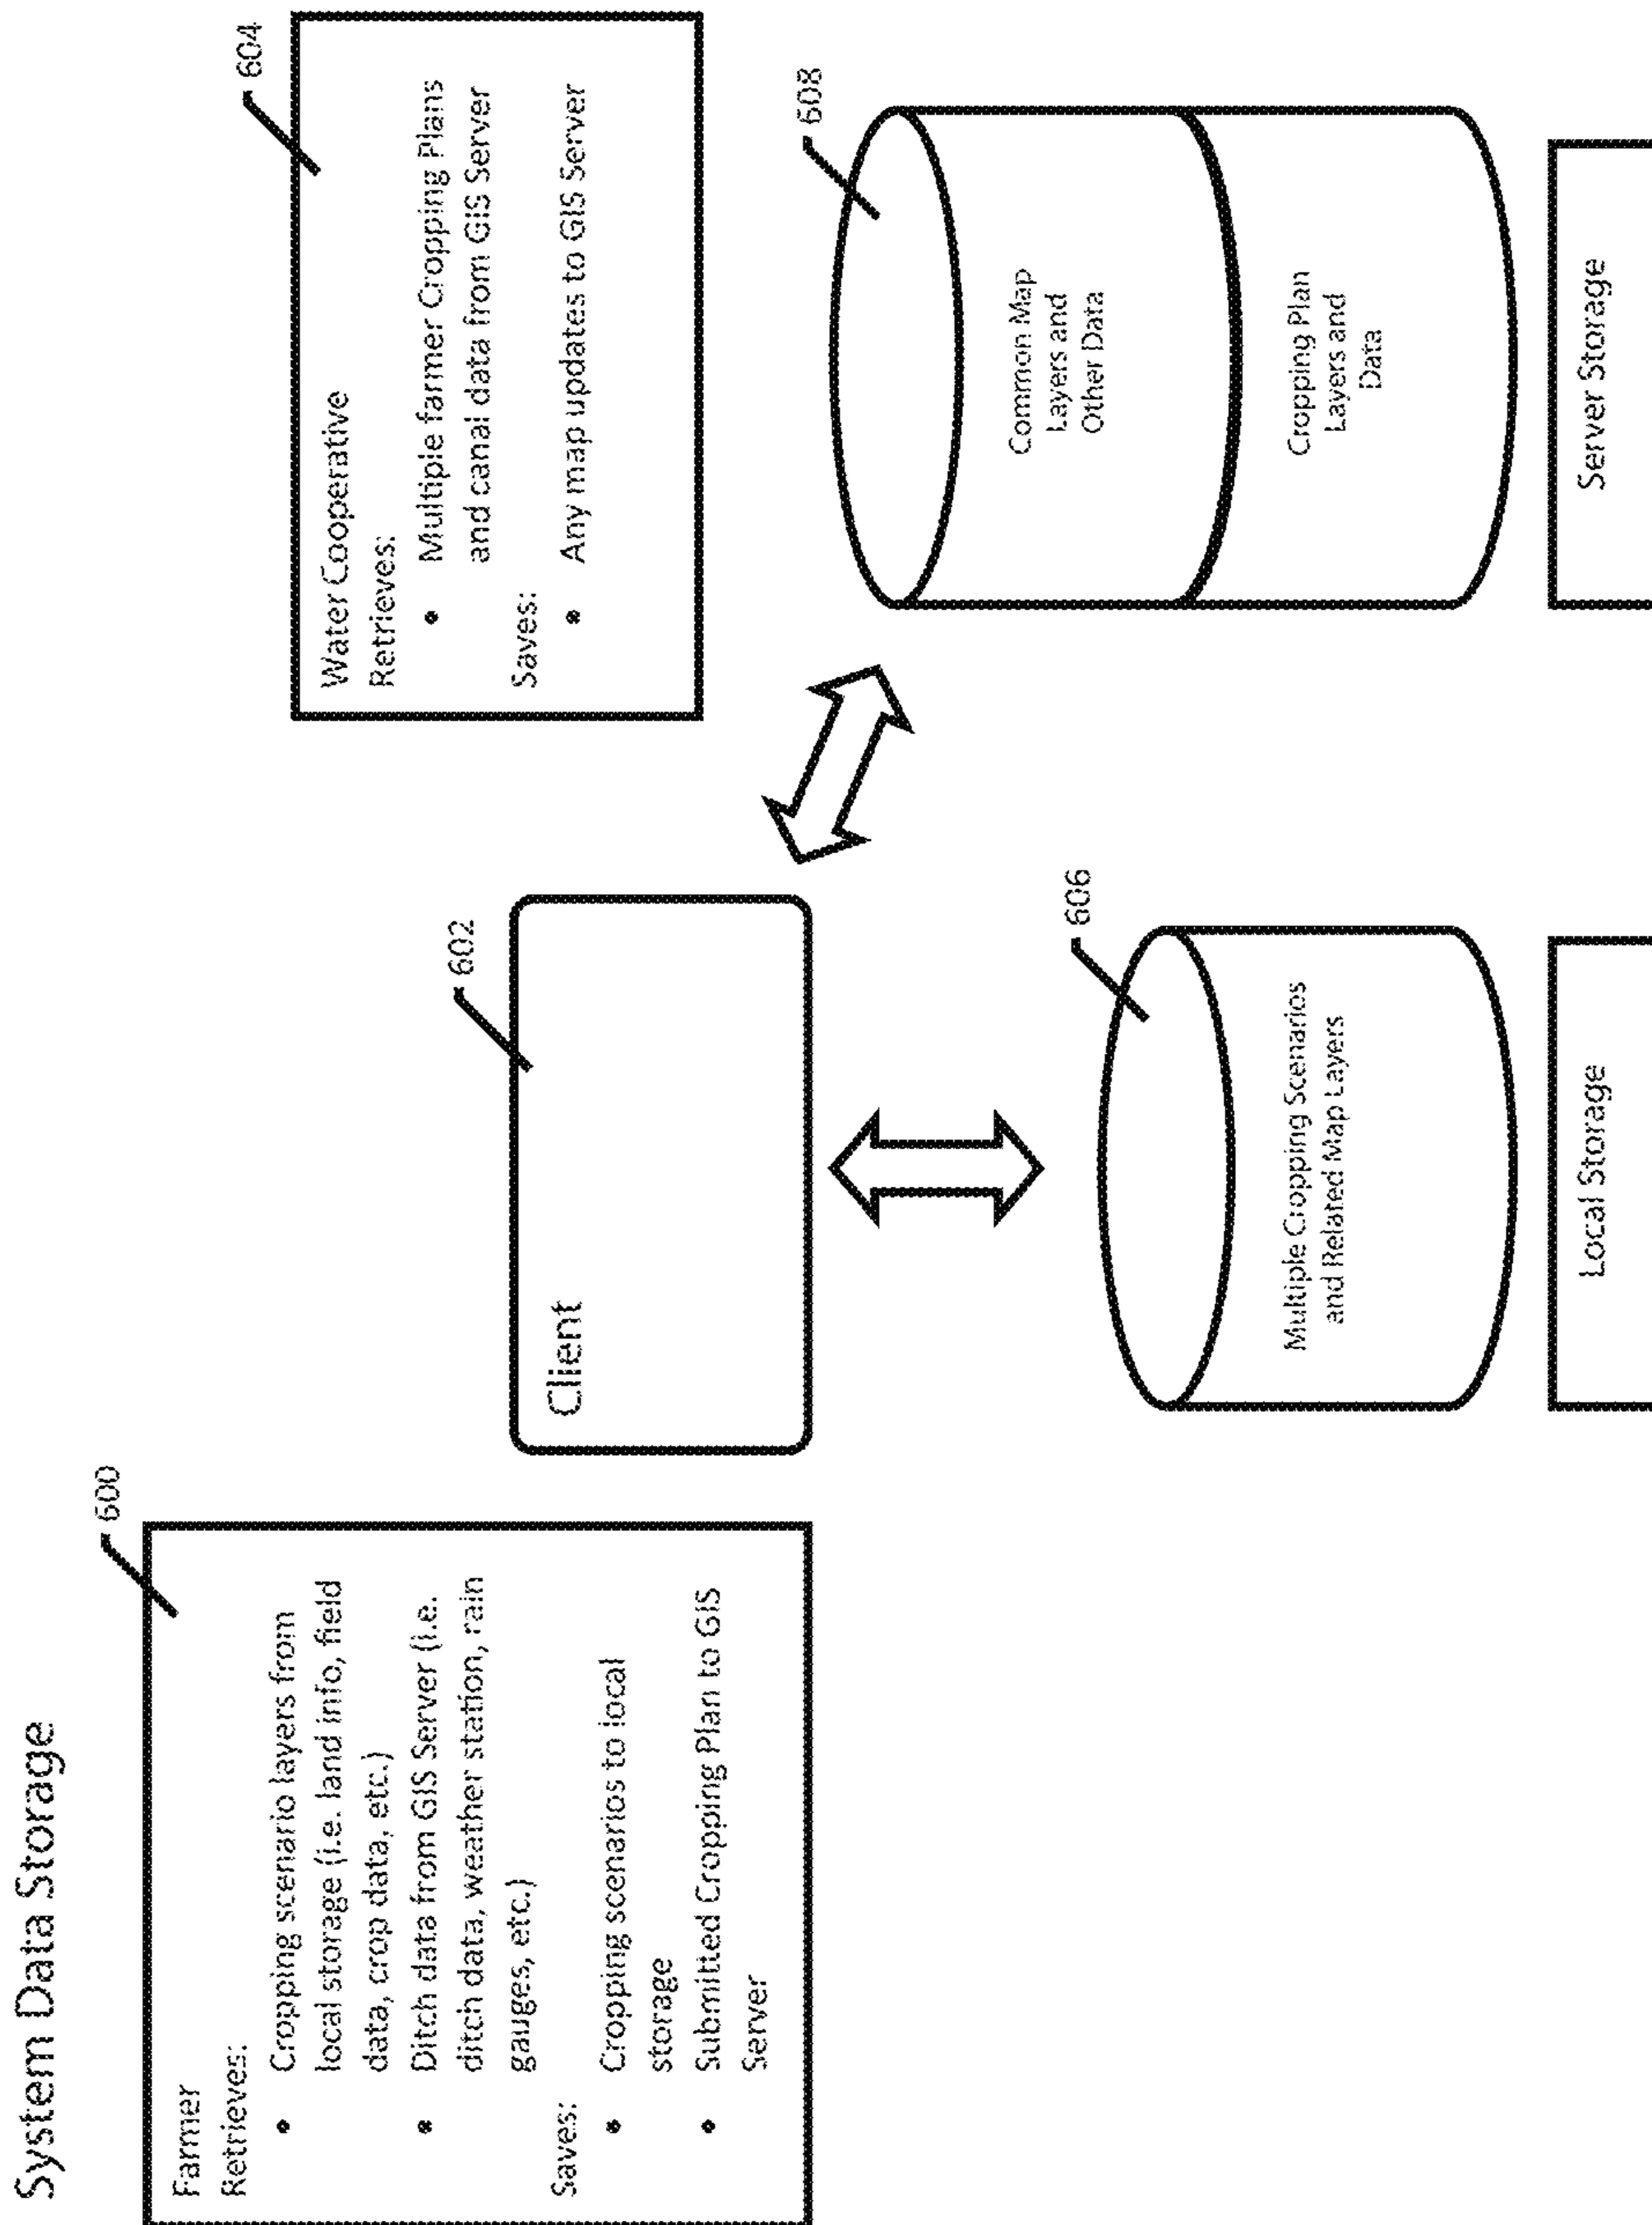 System Data Storage
600
Farmer
Retrieves:
• Cropping scenario layers from
local storage (i.e. land info, field
data, crop data, etc.)
• Ditch data from GIS Server (i.e.
ditch data, weather station, rain
gauges, etc.)
Saves:
• Cropping scenarios to local
storage
• Submitted Cropping Plan to GIS
Server
602
Client
604
Water Cooperative
Retrieves:
• Multiple farmer Cropping Plans
and canal data from GIS Server
Saves:
• Any map updates to GIS Server
606
Multiple Cropping Scenarios
and Related Map Layers
Local Storage
608
Common Map
Layers and
Other Data
Cropping Plan
Layers and
Data
Server Storage